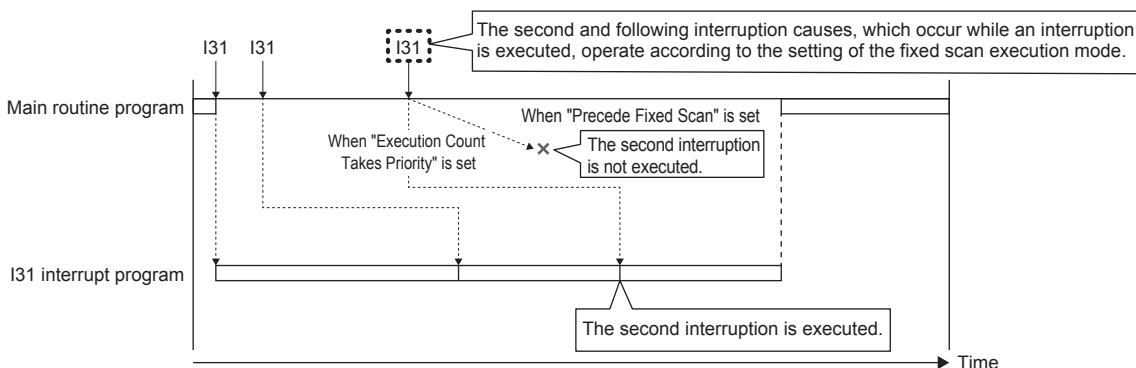 The second and following interruption causes, which occur while an interruption
is executed, operate according to the setting of the fixed scan execution mode.
I31
I31
I31
Main routine program
When "Precede Fixed Scan" is set
When "Execution Count
Takes Priority" is set
The second interruption
is not executed.
I31 interrupt program
The second interruption is executed.
Time